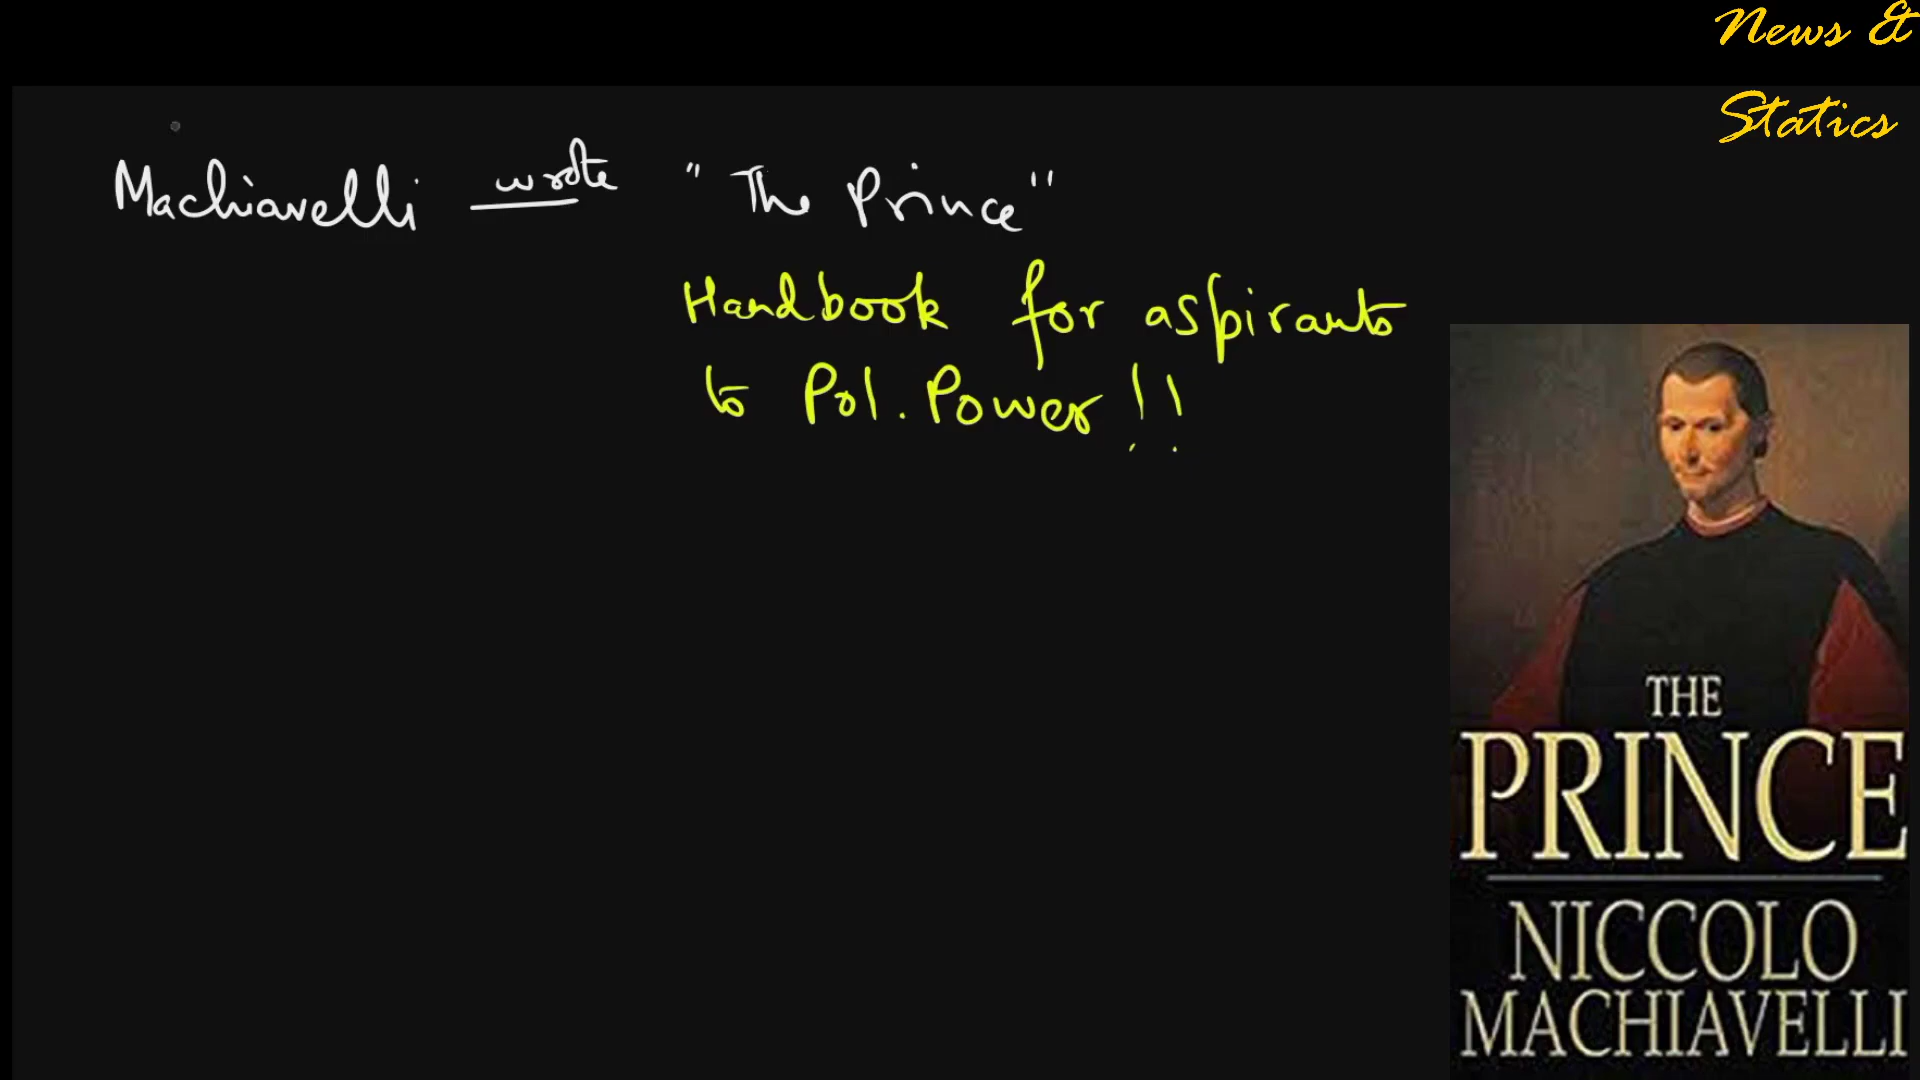 News &
Statics
Machiavelli wrote "The Prince"
Handbook for aspirants
to Pol. Power!!
THE
PRINCE
NICCOLO
MACHIAVELLI